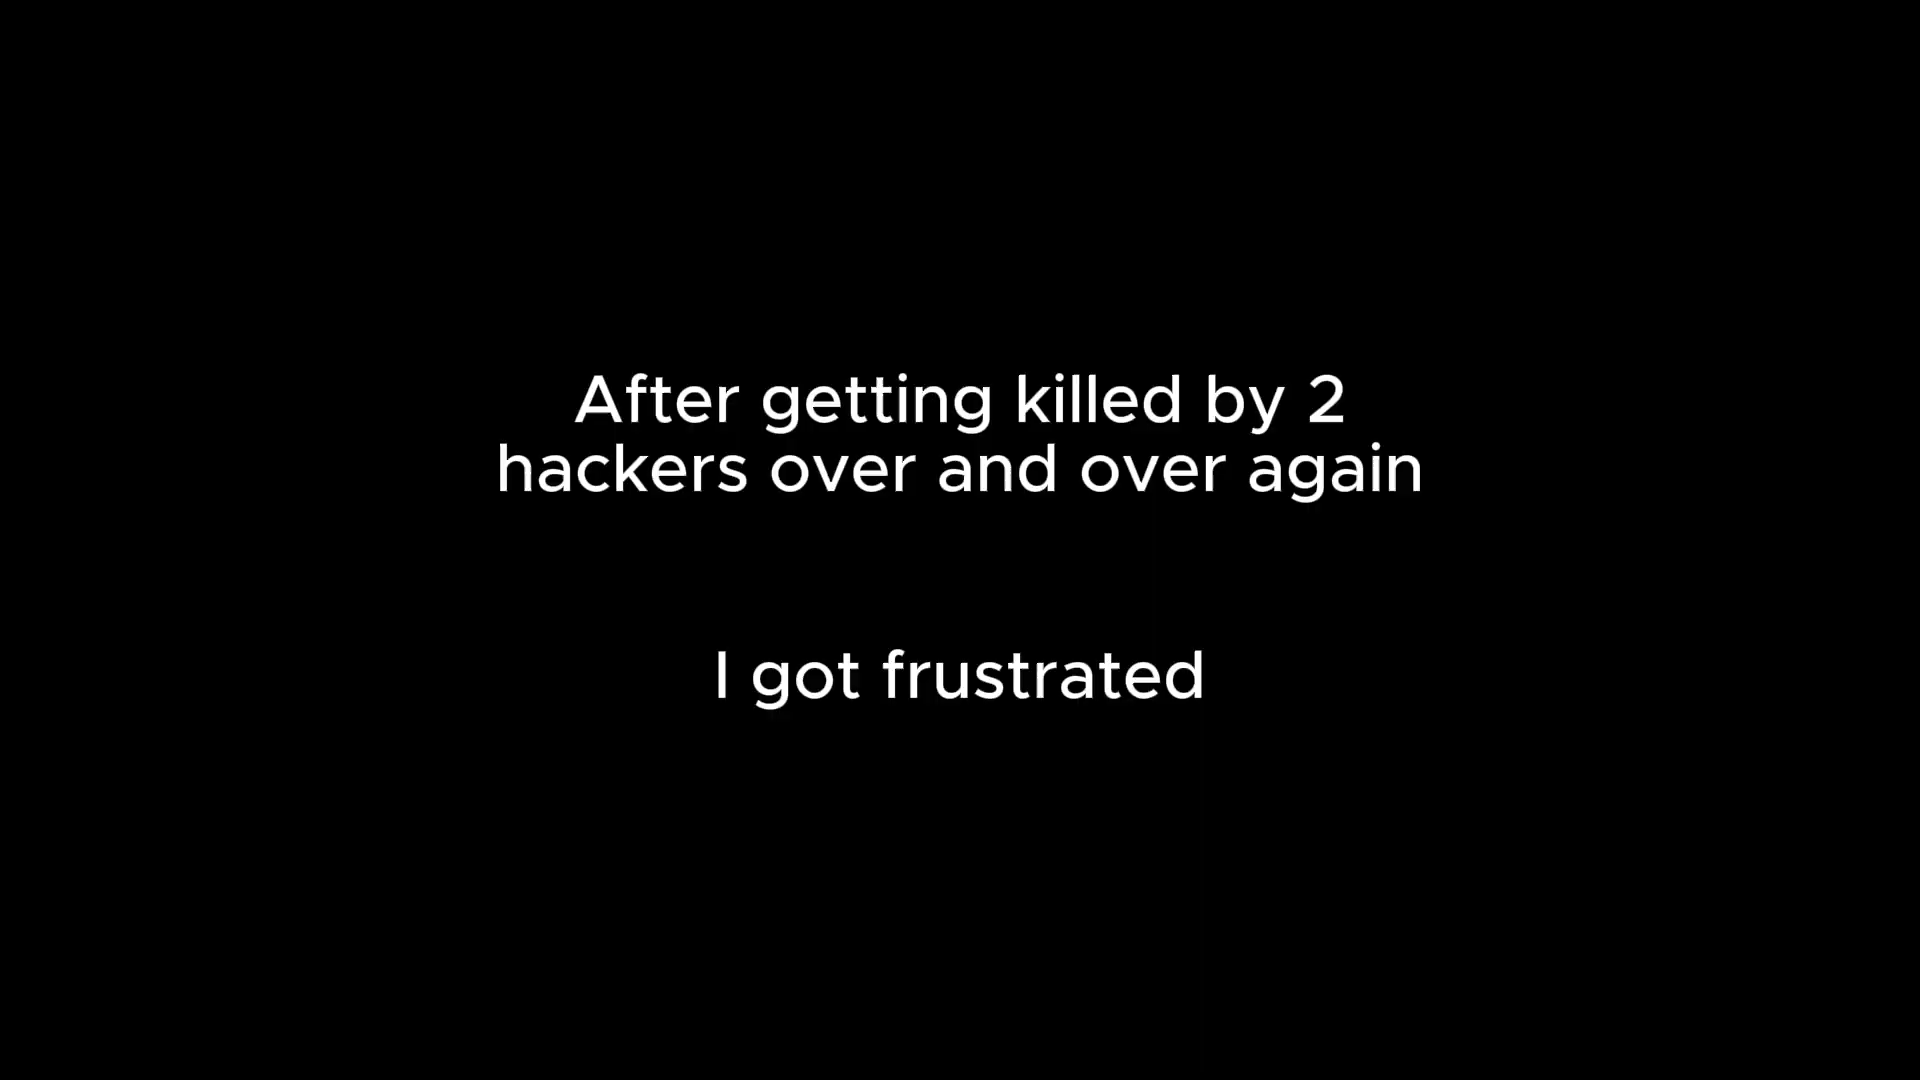 After getting killed by 2
hackers over and over again
I got frustrated